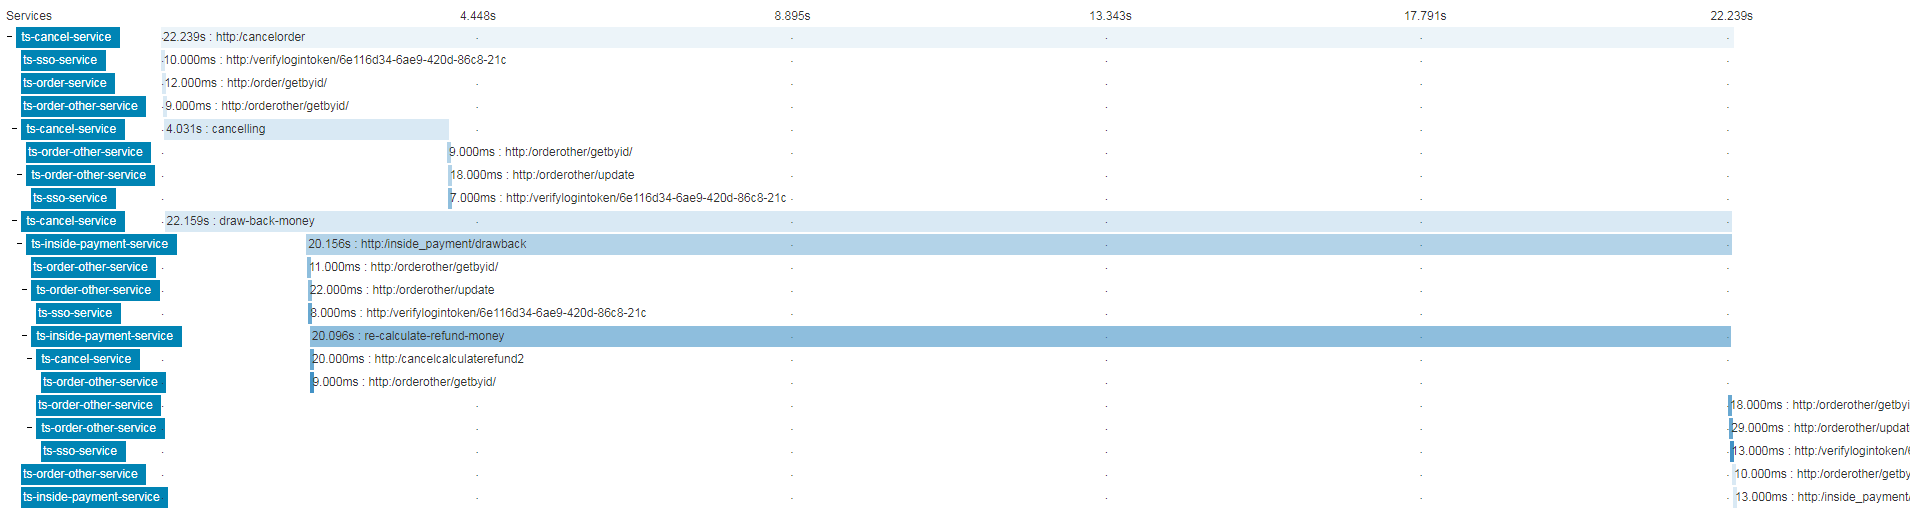 Services 4.448s 8.895s 13.343s 17.791s 22.239s
− ts-cancel-service 22.239s : http:/cancelorder
ts-sso-service 10.000ms : http:/verifylogintoken/6e116d34-6ae9-420d-86c8-21c
ts-order-service 12.000ms : http:/order/getbyid/
ts-order-other-service 9.000ms : http:/orderother/getbyid/
− ts-cancel-service 4.031s : cancelling
ts-order-other-service 9.000ms : http:/orderother/getbyid/
− ts-order-other-service 18.000ms : http:/orderother/update
ts-sso-service 7.000ms : http:/verifylogintoken/6e116d34-6ae9-420d-86c8-21c
− ts-cancel-service 22.159s : draw-back-money
− ts-inside-payment-service 20.156s : http:/inside_payment/drawback
ts-order-other-service 11.000ms : http:/orderother/getbyid/
− ts-order-other-service 22.000ms : http:/orderother/update
ts-sso-service 8.000ms : http:/verifylogintoken/6e116d34-6ae9-420d-86c8-21c
− ts-inside-payment-service 20.096s : re-calculate-refund-money
− ts-cancel-service 20.000ms : http:/cancelcalculaterefund2
ts-order-other-service 9.000ms : http:/orderother/getbyid/
ts-order-other-service 18.000ms : http:/orderother/getbyi
− ts-order-other-service 29.000ms : http:/orderother/updat
ts-sso-service 13.000ms : http:/verifylogintoken/
ts-order-other-service 10.000ms : http:/orderother/getby
ts-inside-payment-service 13.000ms : http:/inside_payment/